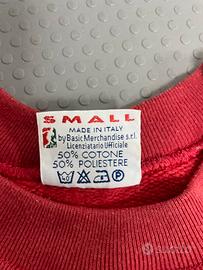 SMALL
MADE IN ITALY
by Basic Merchandise s.r.l.
Licenziatario Ufficiale
50% COTONE
50% POLIESTERE